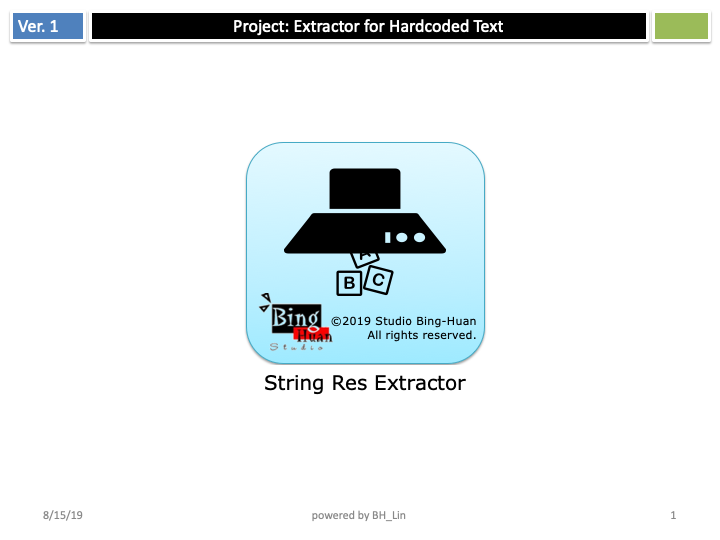 Ver. 1
Project: Extractor for Hardcoded Text
A
B C
Bing
Huan
Studio
©2019 Studio Bing-Huan
All rights reserved.
String Res Extractor
8/15/19
powered by BH_Lin
1